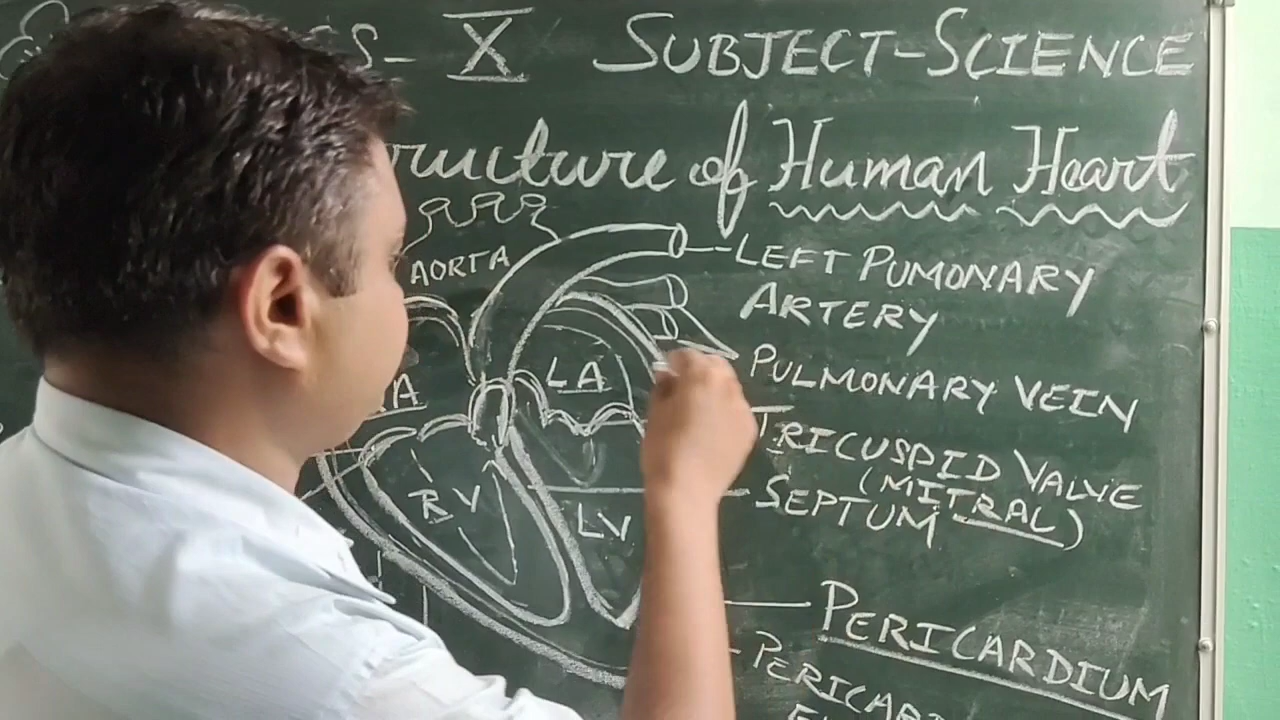 S- X SUBJECT-SCIENCE
ructure of Human Heart
AORTA
LEFT PUMONARY
ARTERY
LA
A
PULMONARY VEIN
TRICUSPID VALVE
(MITRAL)
RV
LV
SEPTUM
PERICARDIUM
PERICAR